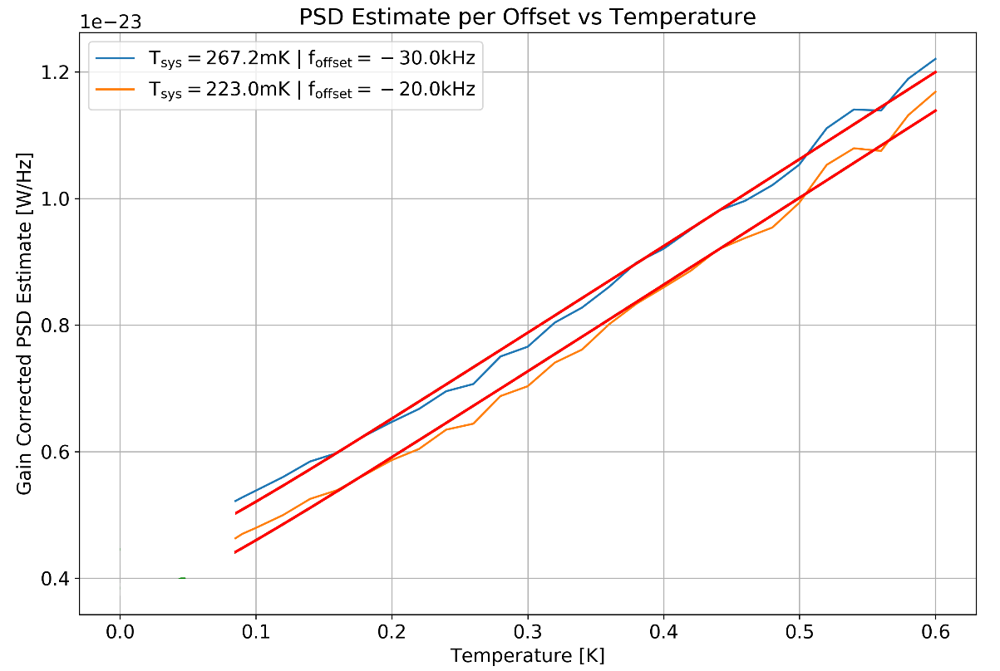 PSD Estimate per Offset vs Temperature
1e−23
T_sys = 267.2mK | f_offset = − 30.0kHz
T_sys = 223.0mK | f_offset = − 20.0kHz
1.2
1.0
0.8
0.6
0.4
Gain Corrected PSD Estimate [W/Hz]
0.0 0.1 0.2 0.3 0.4 0.5 0.6
Temperature [K]